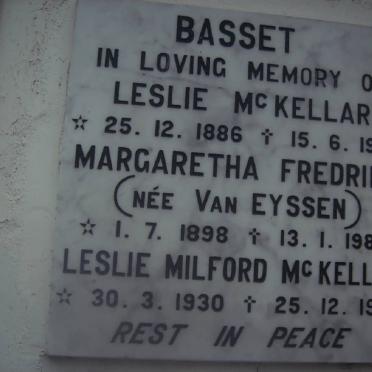 BASSET
IN LOVING MEMORY O
LESLIE McKELLAR
☆ 25. 12. 1886 ✝ 15. 6. 19
MARGARETHA FREDRI
(NÉE VAN EYSSEN)
☆ 1. 7. 1898 ✝ 13. 1. 198
LESLIE MILFORD McKELL
☆ 30. 3. 1930 ✝ 25. 12. 19
REST IN PEACE